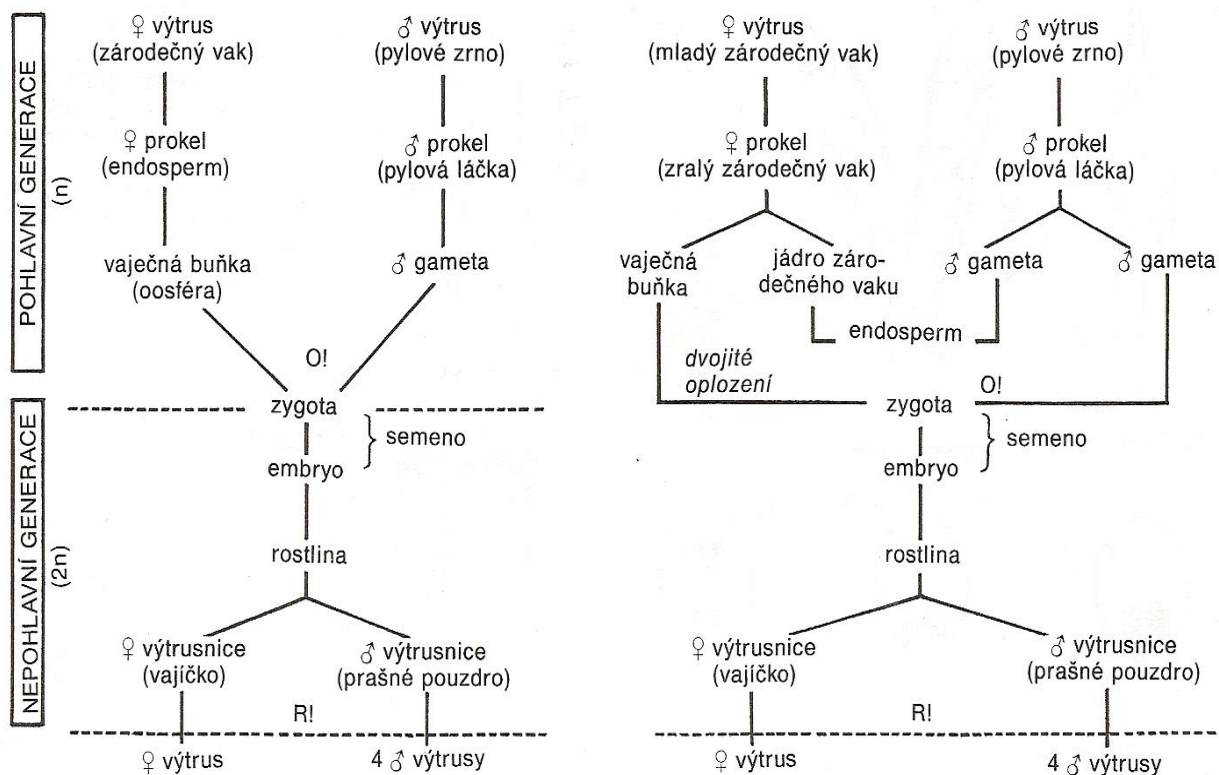 POHLAVNÍ GENERACE
(n)
♀ výtrus
(zárodečný vak)
♂ výtrus
(pylové zrno)
♀ prokel
(endosperm)
♂ prokel
(pylová láčka)
vaječná buňka
(oosféra)
♂ gameta
O!
zygota
semeno
embryo
NEPOHLAVNÍ GENERACE
(2n)
rostlina
♀ výtrusnice
(vajíčko)
♂ výtrusnice
(prašné pouzdro)
R!
♀ výtrus
4 ♂ výtrusy
♀ výtrus
(mladý zárodečný vak)
♂ výtrus
(pylové zrno)
♀ prokel
(zralý zárodečný vak)
♂ prokel
(pylová láčka)
vaječná
buňka
jádro záro-
dečného vaku
♂ gameta
♂ gameta
endosperm
dvojité
oplození
O!
zygota
semeno
embryo
rostlina
♀ výtrusnice
(vajíčko)
♂ výtrusnice
(prašné pouzdro)
R!
♀ výtrus
4 ♂ výtrusy